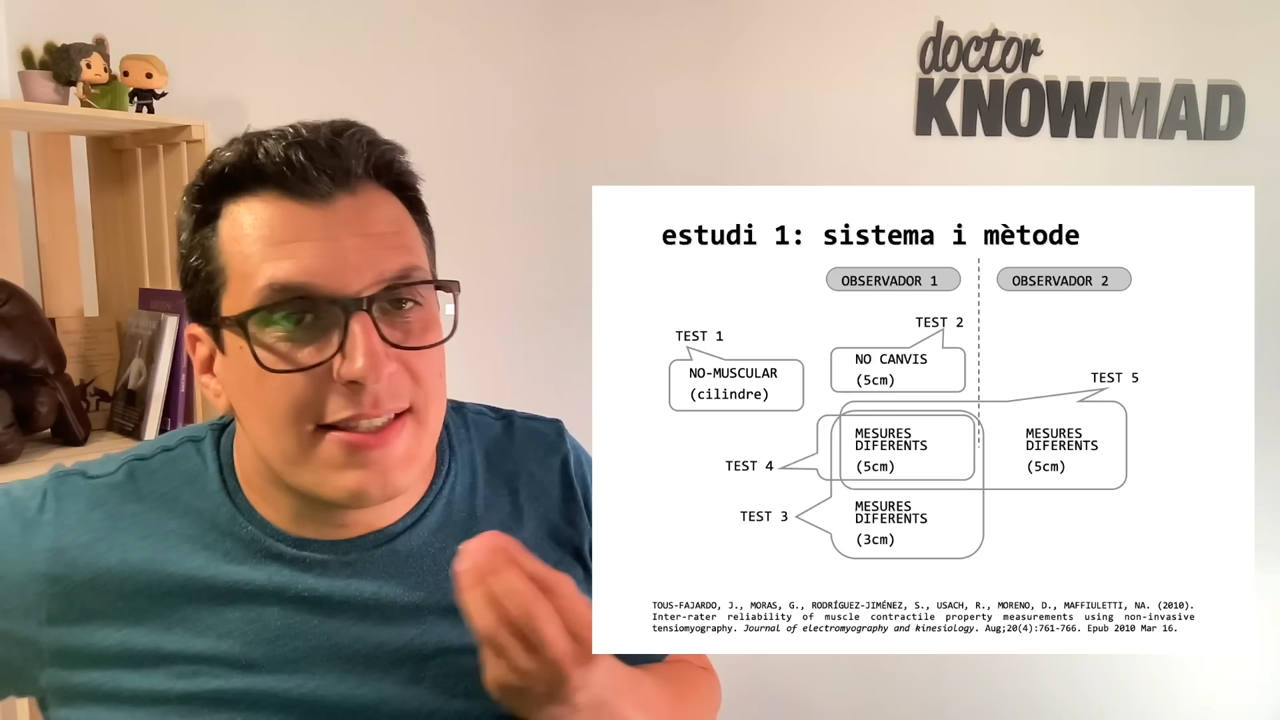 doctor
KNOWMAD
estudi 1: sistema i mètode
OBSERVADOR 1
OBSERVADOR 2
TEST 1
NO-MUSCULAR
(cilindre)
TEST 2
NO CANVIS
(5cm)
TEST 5
MESURES
DIFERENTS
(5cm)
MESURES
DIFERENTS
(5cm)
TEST 4
TEST 3
MESURES
DIFERENTS
(3cm)
TOUS-FAJARDO, J., MORAS, G., RODRÍGUEZ-JIMÉNEZ, S., USACH, R., MORENO, D., MAFFIULETTI, NA. (2010).
Inter-rater reliability of muscle contractile property measurements using non-invasive
tensiomyography. Journal of electromyography and kinesiology. Aug;20(4):761-766. Epub 2010 Mar 16.